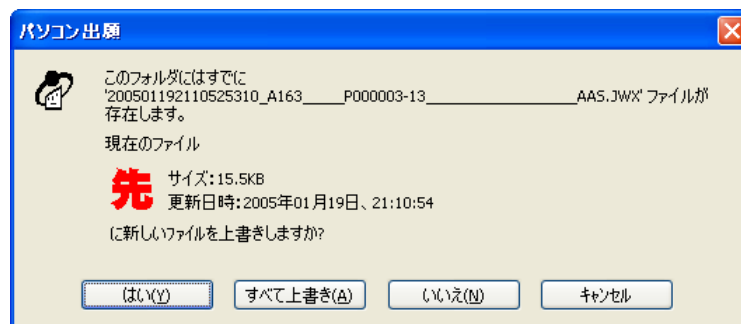 パソコン出願
このフォルダにはすでに
'200501192110525310_A163_____P000003-13____________________AAS.JWX' ファイルが
存在します。
現在のファイル
先
サイズ:15.5KB
更新日時:2005年01月19日、21:10:54
に新しいファイルを上書きしますか?
はい(Y) すべて上書き(A) いいえ(N) キャンセル